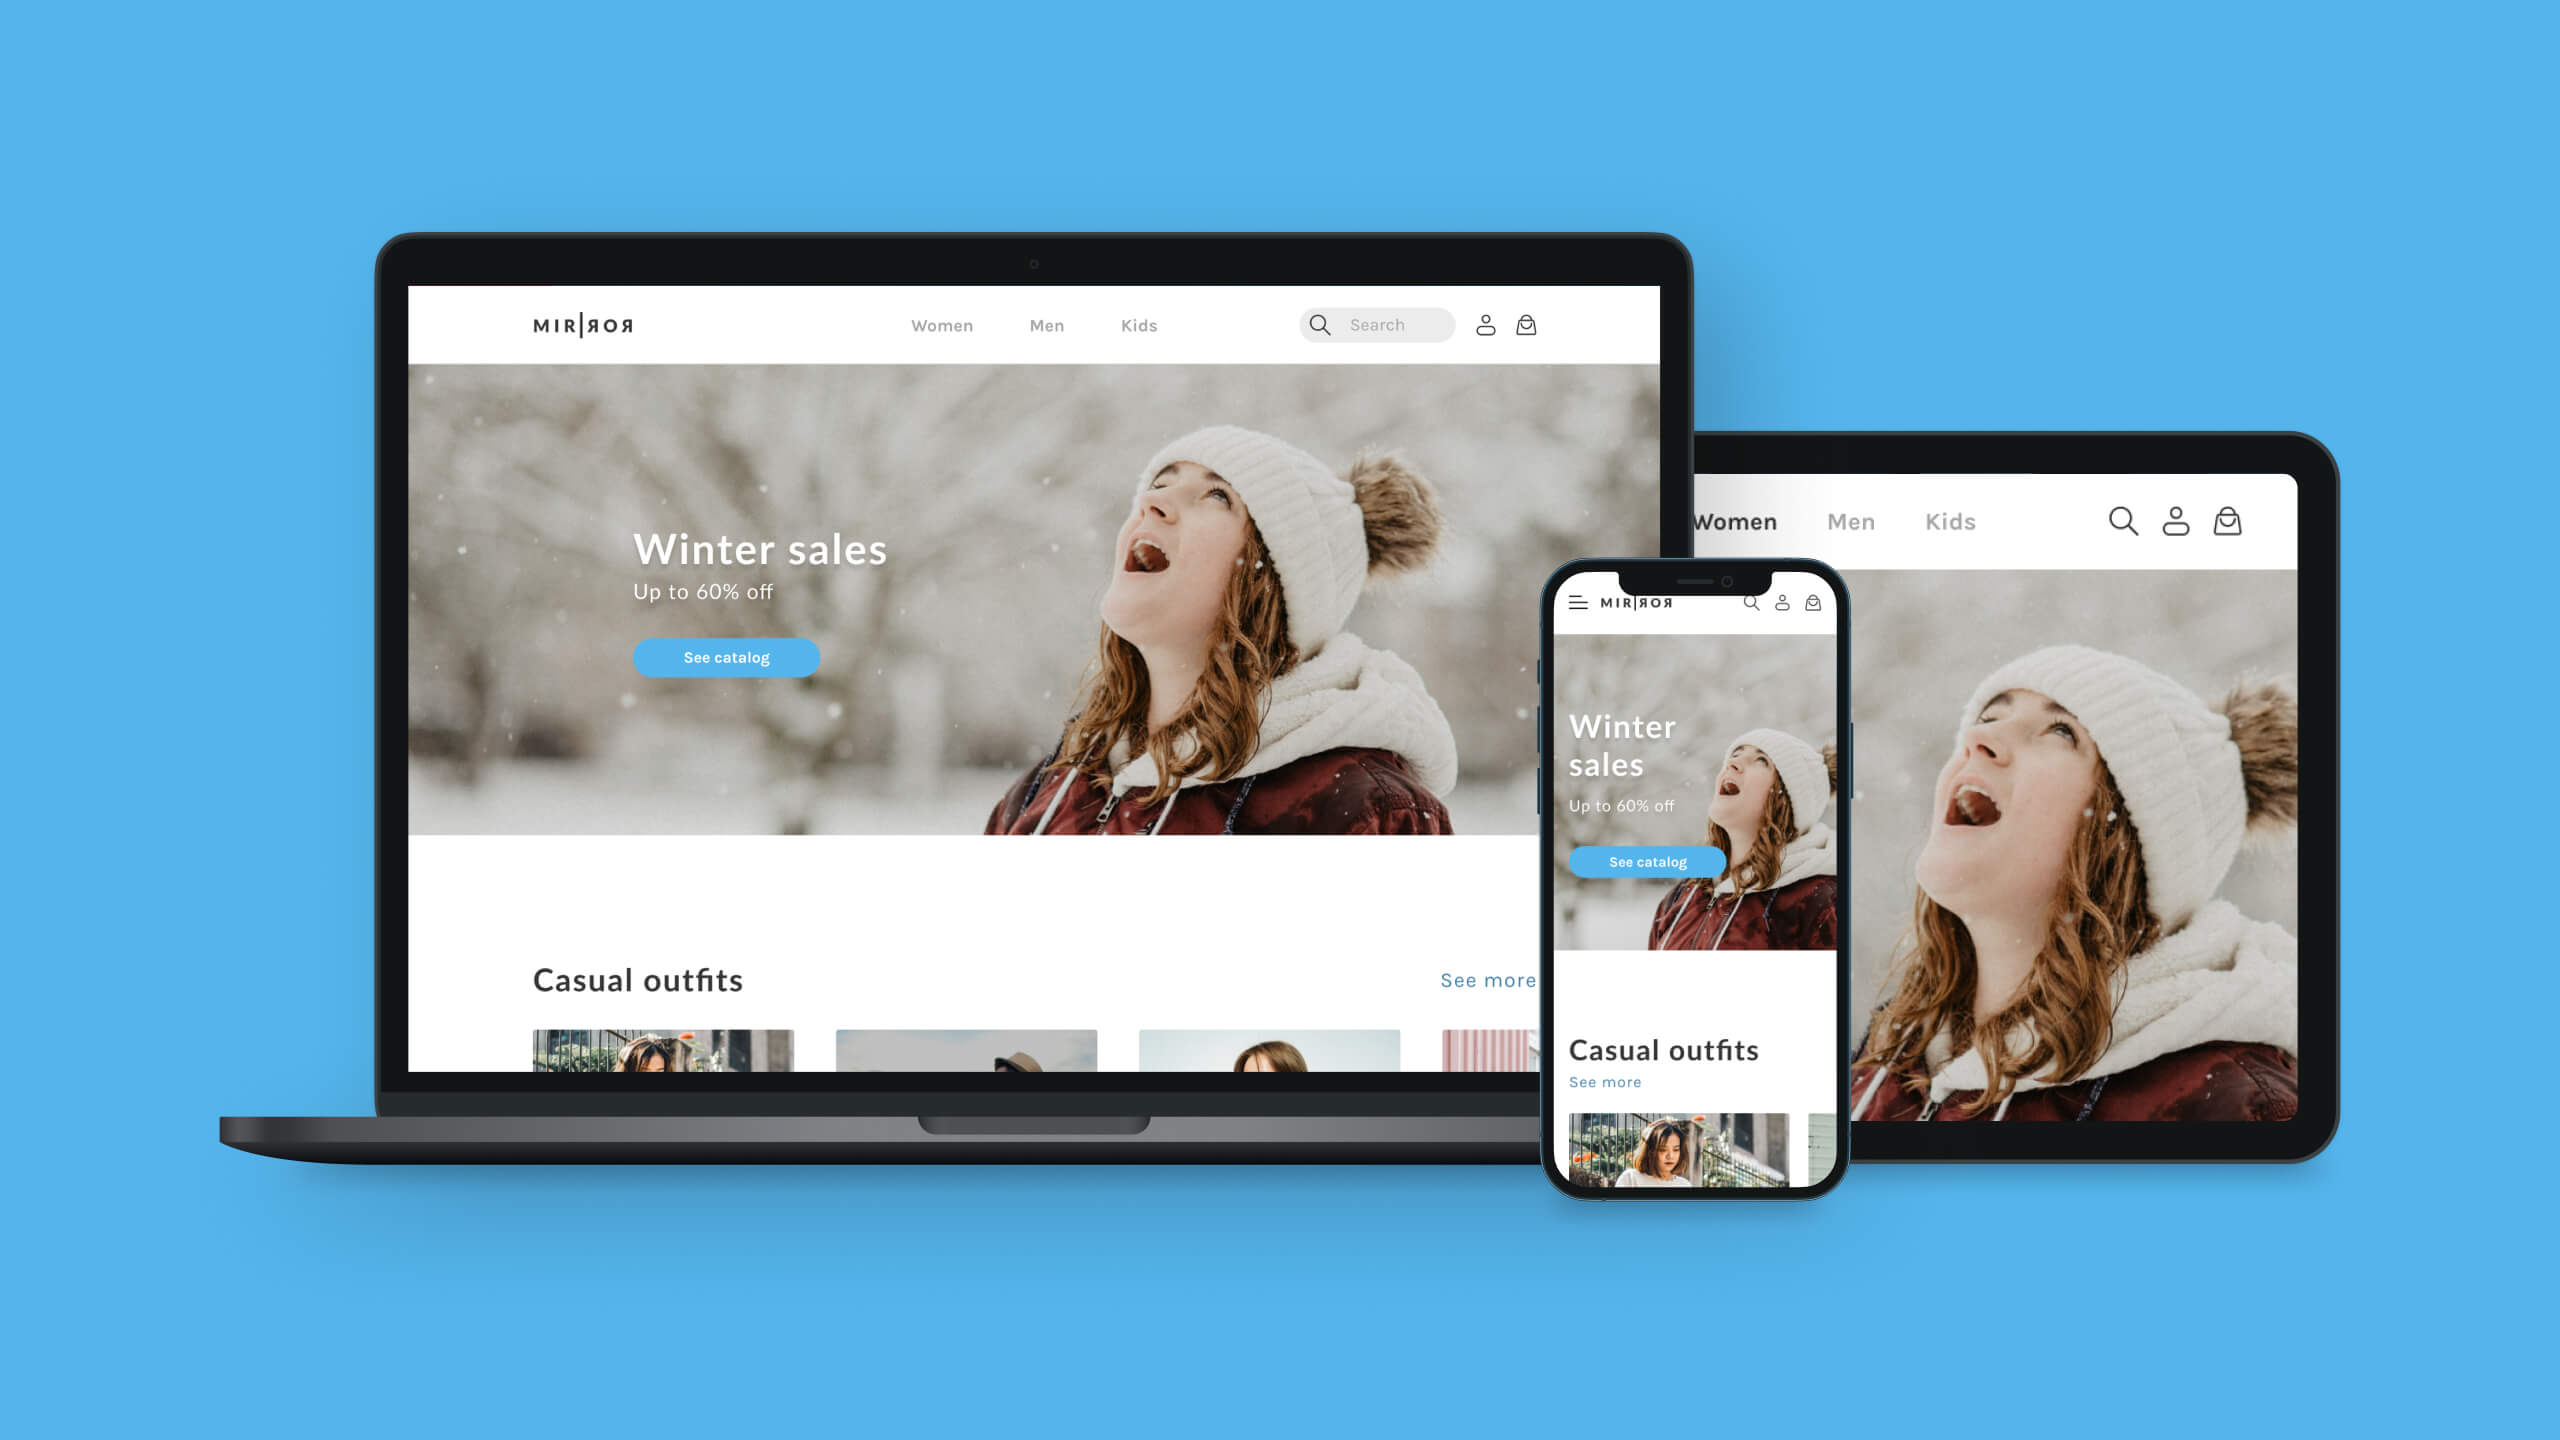 MIR|ЯOЯ
Women Men Kids
Search
Winter sales
Up to 60% off
See catalog
Casual outfits
See more
Women Men Kids
MIR|ЯOЯ
Winter
sales
Up to 60% off
See catalog
Casual outfits
See more